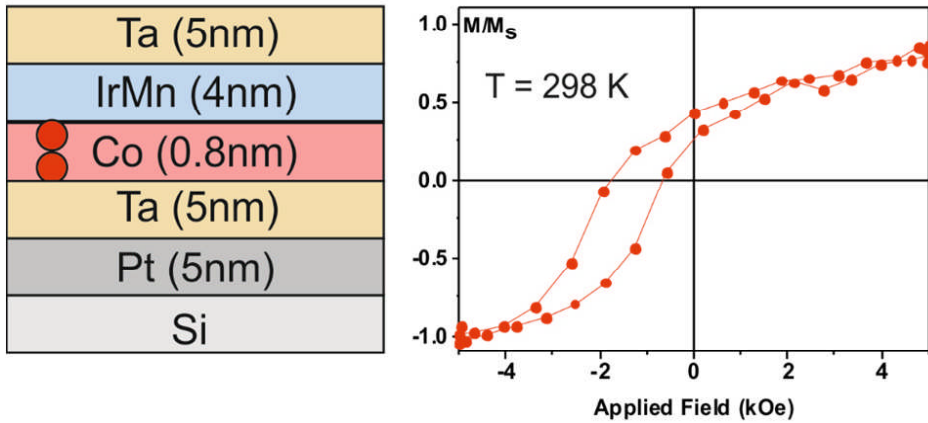 Ta (5nm)
IrMn (4nm)
Co (0.8nm)
Ta (5nm)
Pt (5nm)
Si
M/Ms
T = 298 K
1.0
0.5
0.0
-0.5
-1.0
-4
-2
0
2
4
Applied Field (kOe)